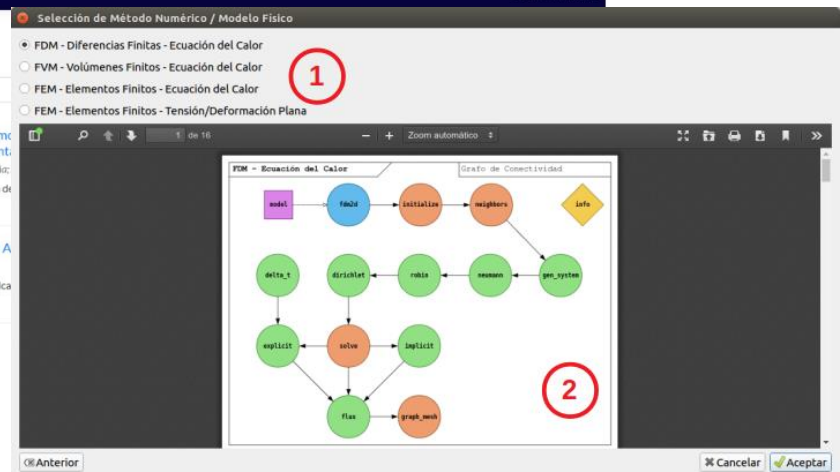 Selección de Método Numérico / Modelo Físico
FDM - Diferencias Finitas - Ecuación del Calor
FVM - Volúmenes Finitos - Ecuación del Calor
FEM - Elementos Finitos - Ecuación del Calor
FEM - Elementos Finitos - Tensión/Deformación Plana
1
1 de 16
Zoom automático
FDM - Ecuación del Calor
Grafo de Conectividad
model
fdm2d
initialize
neighbors
info
delta_t
dirichlet
robin
neumann
gen_system
explicit
solve
implicit
2
flux
graph_mesh
Anterior
Cancelar
Aceptar